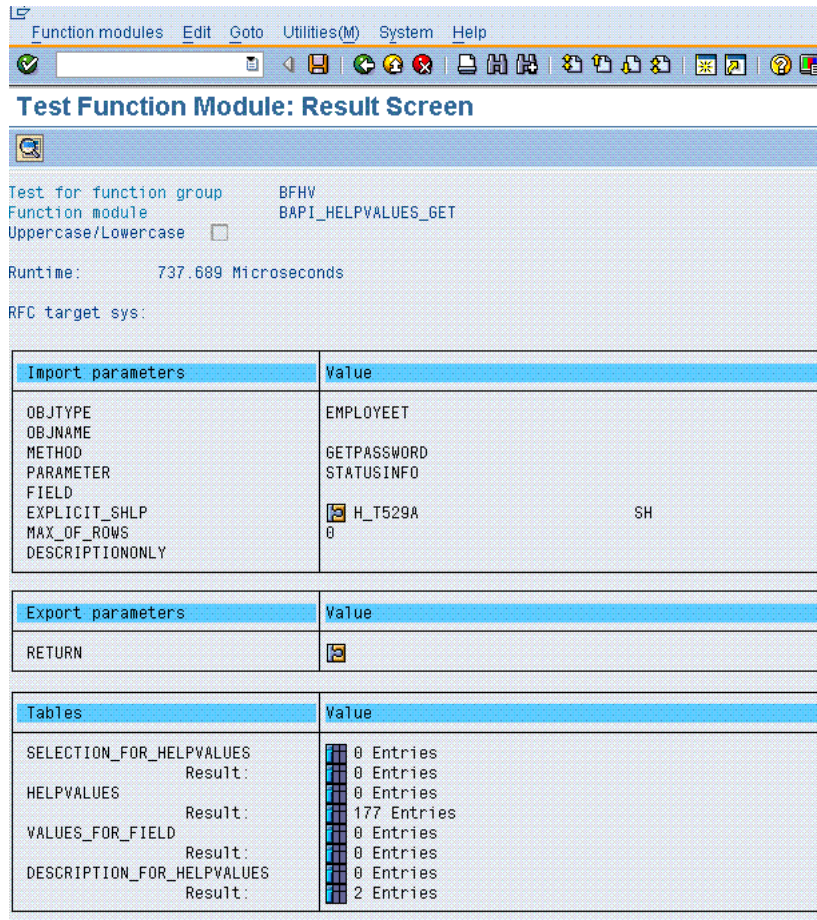 Function modules Edit Goto Utilities(M) System Help
Test Function Module: Result Screen
Test for function group BFHV
Function module BAPI_HELPVALUES_GET
Uppercase/Lowercase
Runtime: 737.689 Microseconds
RFC target sys:
Import parameters Value
OBJTYPE EMPLOYEET
OBJNAME
METHOD GETPASSWORD
PARAMETER STATUSINFO
FIELD
EXPLICIT_SHLP H_T529A SH
MAX_OF_ROWS 0
DESCRIPTIONONLY
Export parameters Value
RETURN
Tables Value
SELECTION_FOR_HELPVALUES 0 Entries
Result: 0 Entries
HELPVALUES 0 Entries
Result: 177 Entries
VALUES_FOR_FIELD 0 Entries
Result: 0 Entries
DESCRIPTION_FOR_HELPVALUES 0 Entries
Result: 2 Entries